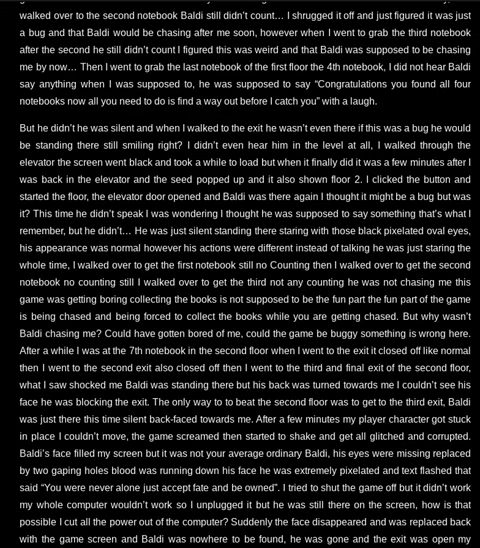 walked over to the second notebook Baldi still didn't count… I shrugged it off and just figured it was just
a bug and that Baldi would be chasing after me soon, however when I went to grab the third notebook
after the second he still didn't count I figured this was weird and that Baldi was supposed to be chasing
me by now… Then I went to grab the last notebook of the first floor the 4th notebook, I did not hear Baldi
say anything when I was supposed to, he was supposed to say “Congratulations you found all four
notebooks now all you need to do is find a way out before I catch you” with a laugh.
But he didn't he was silent and when I walked to the exit he wasn't even there if this was a bug he would
be standing there still smiling right? I didn't even hear him in the level at all, I walked through the
elevator the screen went black and took a while to load but when it finally did it was a few minutes after I
was back in the elevator and the seed popped up and it also shown floor 2. I clicked the button and
started the floor, the elevator door opened and Baldi was there again I thought it might be a bug but was
it? This time he didn't speak I was wondering I thought he was supposed to say something that's what I
remember, but he didn't… He was just silent standing there staring with those black pixelated oval eyes,
his appearance was normal however his actions were different instead of talking he was just staring the
whole time, I walked over to get the first notebook still no Counting then I walked over to get the second
notebook no counting still I walked over to get the third not any counting he was not chasing me this
game was getting boring collecting the books is not supposed to be the fun part the fun part of the game
is being chased and being forced to collect the books while you are getting chased. But why wasn't
Baldi chasing me? Could have gotten bored of me, could the game be buggy something is wrong here.
After a while I was at the 7th notebook in the second floor when I went to the exit it closed off like normal
then I went to the second exit also closed off then I went to the third and final exit of the second floor,
what I saw shocked me Baldi was standing there but his back was turned towards me I couldn't see his
face he was blocking the exit. The only way to to beat the second floor was to get to the third exit, Baldi
was just there this time silent back-faced towards me. After a few minutes my player character got stuck
in place I couldn't move, the game screamed then started to shake and get all glitched and corrupted.
Baldi's face filled my screen but it was not your average ordinary Baldi, his eyes were missing replaced
by two gaping holes blood was running down his face he was extremely pixelated and text flashed that
said “You were never alone just accept fate and be owned”. I tried to shut the game off but it didn't work
my whole computer wouldn't work so I unplugged it but he was still there on the screen, how is that
possible I cut all the power out of the computer? Suddenly the face disappeared and was replaced back
with the game screen and Baldi was nowhere to be found, he was gone and the exit was open my